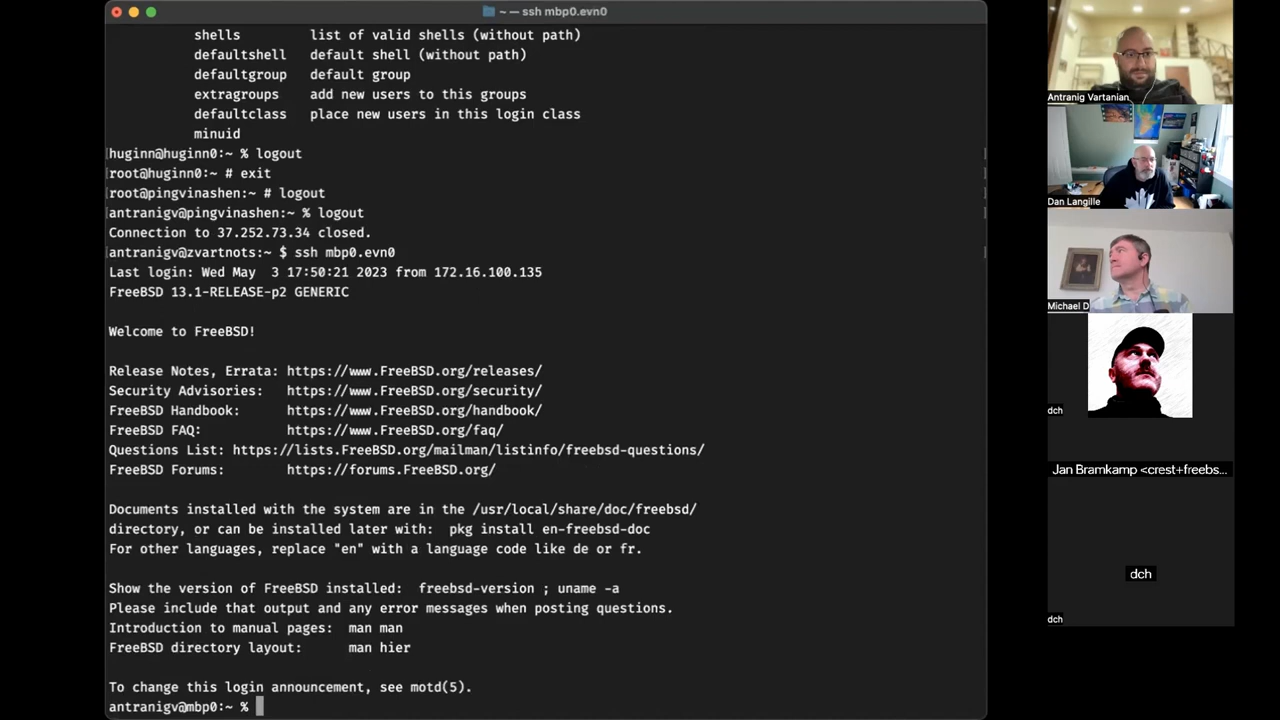 ~ — ssh mbp0.evn0
shells list of valid shells (without path)
defaultshell default shell (without path)
defaultgroup default group
extragroups add new users to this groups
defaultclass place new users in this login class
minuid
huginn@huginn0:~ % logout
root@huginn0:~ # exit
root@pingvinashen:~ # logout
antranigv@pingvinashen:~ % logout
Connection to 37.252.73.34 closed.
antranigv@zvartnots:~ $ ssh mbp0.evn0
Last login: Wed May  3 17:50:21 2023 from 172.16.100.135
FreeBSD 13.1-RELEASE-p2 GENERIC
Welcome to FreeBSD!
Release Notes, Errata: https://www.FreeBSD.org/releases/
Security Advisories: https://www.FreeBSD.org/security/
FreeBSD Handbook: https://www.FreeBSD.org/handbook/
FreeBSD FAQ: https://www.FreeBSD.org/faq/
Questions List: https://lists.FreeBSD.org/mailman/listinfo/freebsd-questions/
FreeBSD Forums: https://forums.FreeBSD.org/
Documents installed with the system are in the /usr/local/share/doc/freebsd/
directory, or can be installed later with: pkg install en-freebsd-doc
For other languages, replace "en" with a language code like de or fr.
Show the version of FreeBSD installed: freebsd-version ; uname -a
Please include that output and any error messages when posting questions.
Introduction to manual pages: man man
FreeBSD directory layout: man hier
To change this login announcement, see motd(5).
antranigv@mbp0:~ %
Antranig Vartanian
Dan Langille
Michael D
dch
Jan Bramkamp <crest+freebs...
dch
dch